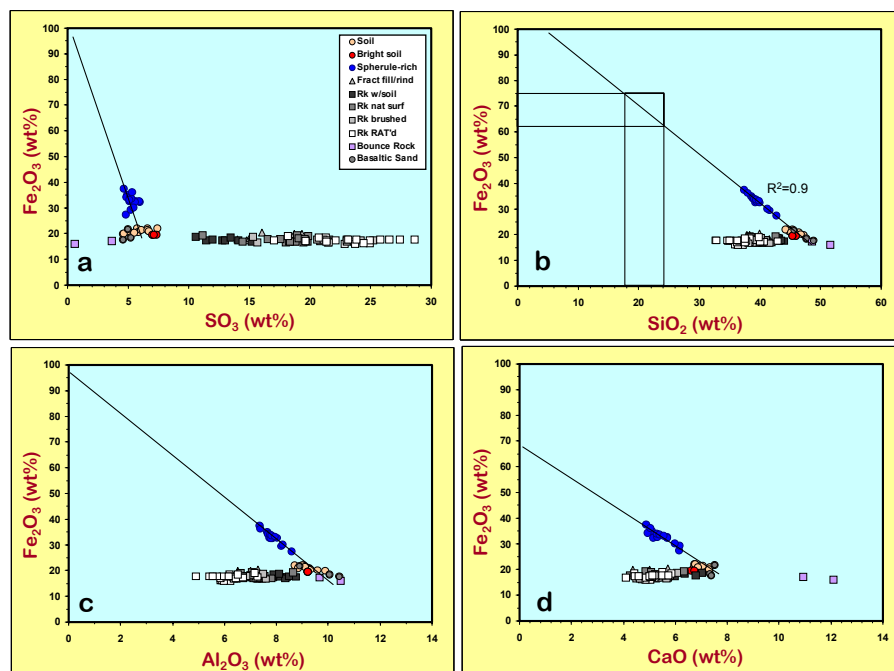 100
90
80
70
60
50
40
30
20
10
0
Fe2O3 (wt%)
Soil
Bright soil
Spherule-rich
Fract fill/rind
Rk w/soil
Rk nat surf
Rk brushed
Rk RAT'd
Bounce Rock
Basaltic Sand
a
0 5 10 15 20 25 30
SO3 (wt%)
100
90
80
70
60
50
40
30
20
10
0
Fe2O3 (wt%)
R2=0.9
b
0 10 20 30 40 50 60
SiO2 (wt%)
100
90
80
70
60
50
40
30
20
10
0
Fe2O3 (wt%)
c
0 2 4 6 8 10 12 14
Al2O3 (wt%)
100
90
80
70
60
50
40
30
20
10
0
Fe2O3 (wt%)
d
0 2 4 6 8 10 12 14
CaO (wt%)